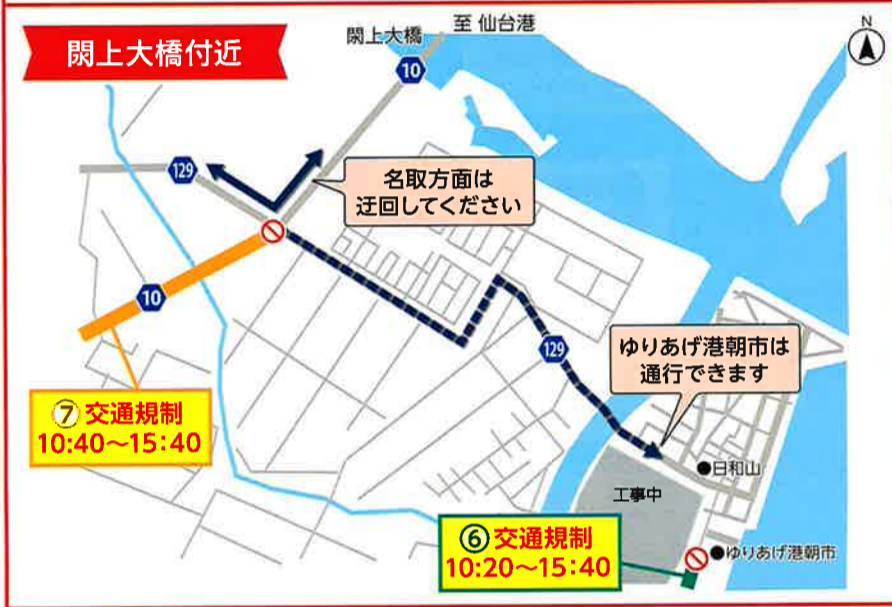 閖上大橋付近
閖上大橋
至 仙台港
N
10
129
名取方面は
迂回してください
10
129
ゆりあげ港朝市は
通行できます
⑦ 交通規制
10:40〜15:40
●日和山
工事中
⑥ 交通規制
10:20〜15:40
●ゆりあげ港朝市